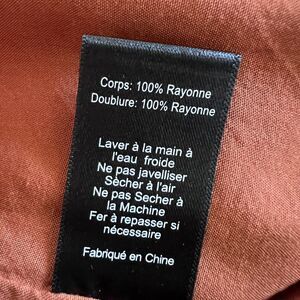 Corps: 100% Rayonne
Doublure: 100% Rayonne
Laver à la main à
l'eau froide
Ne pas javelliser
Sècher à l'air
Ne pas Secher à
la Machine
Fer à repasser si
nécessaire
Fabriqué en Chine